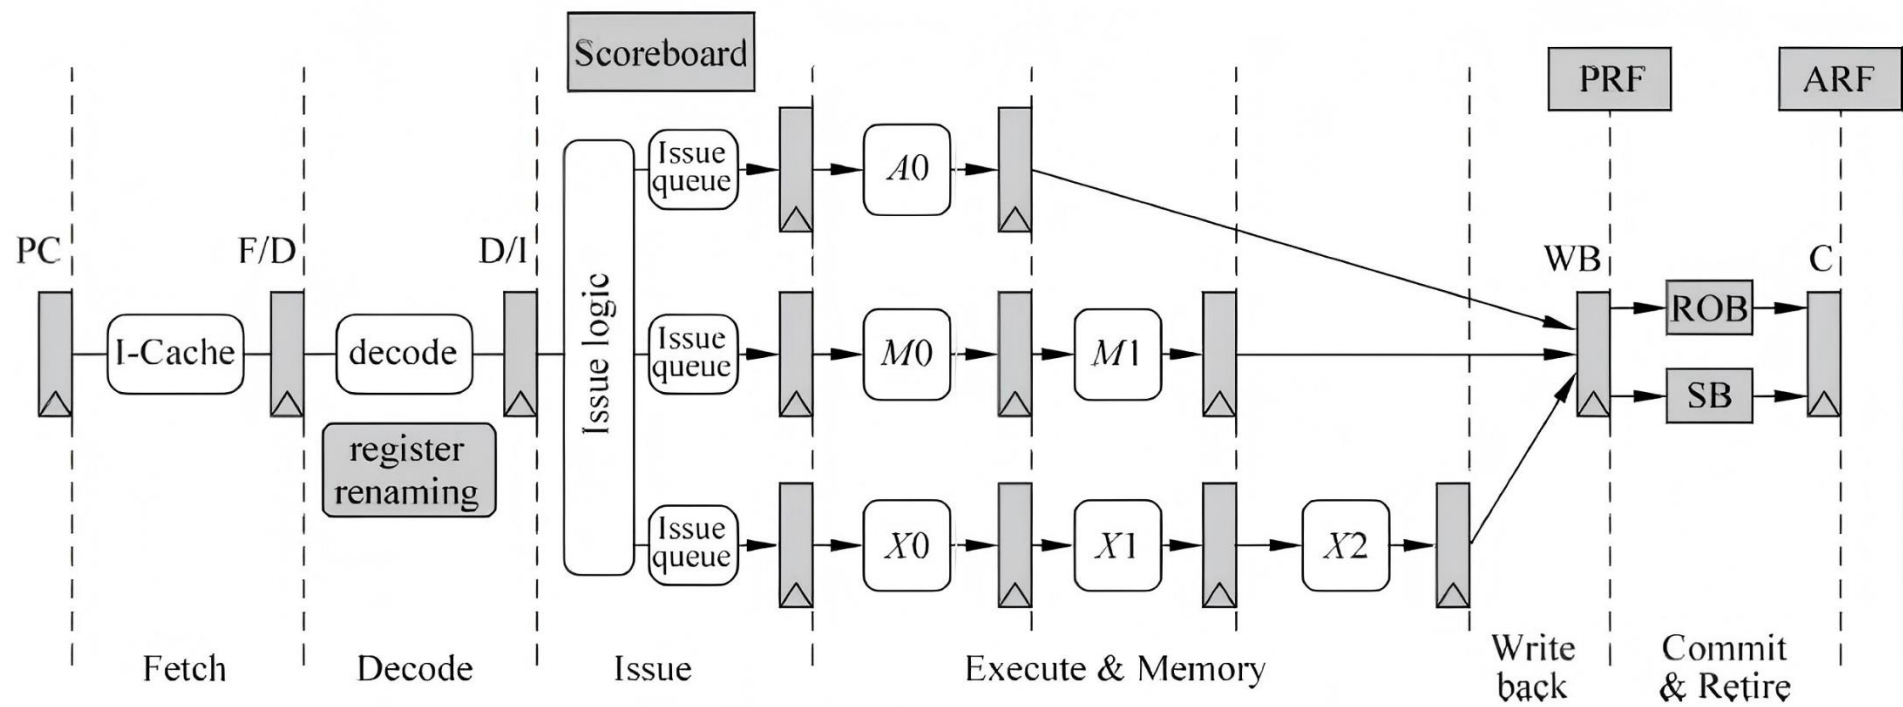 Scoreboard
PRF
ARF
Issue
queue
A0
PC
F/D
D/I
WB
C
I-Cache
decode
Issue logic
Issue
queue
M0
M1
ROB
SB
register
renaming
Issue
queue
X0
X1
X2
Fetch
Decode
Issue
Execute & Memory
Write
back
Commit
& Retire